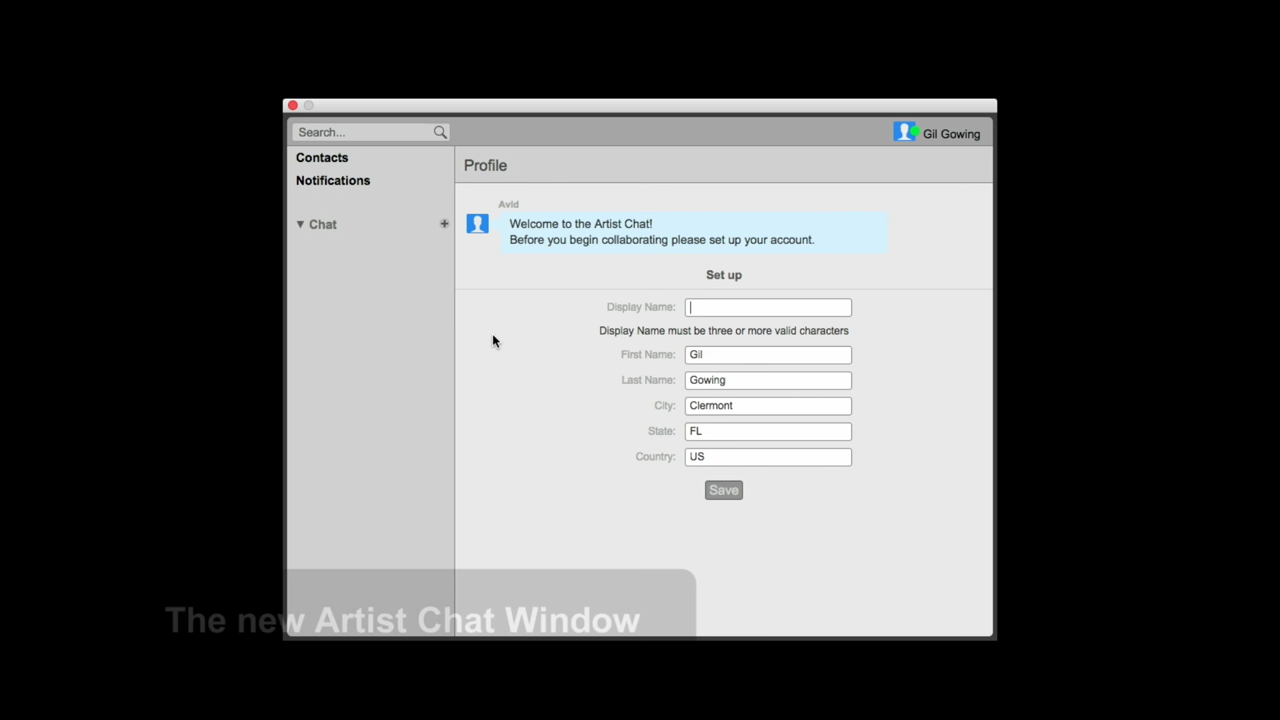 Search...
Gil Gowing
Contacts
Notifications
Chat
Profile
Avid
Welcome to the Artist Chat!
Before you begin collaborating please set up your account.
Set up
Display Name:
Display Name must be three or more valid characters
First Name: Gil
Last Name: Gowing
City: Clermont
State: FL
Country: US
Save
The new Artist Chat Window